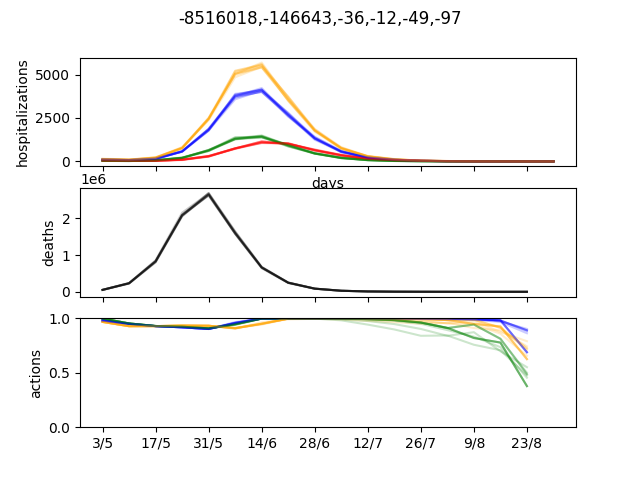 -8516018,-146643,-36,-12,-49,-97
hospitalizations
5000
2500
0
days
1e6
deaths
2
1
0
actions
1.0
0.5
0.0
3/5 17/5 31/5 14/6 28/6 12/7 26/7 9/8 23/8